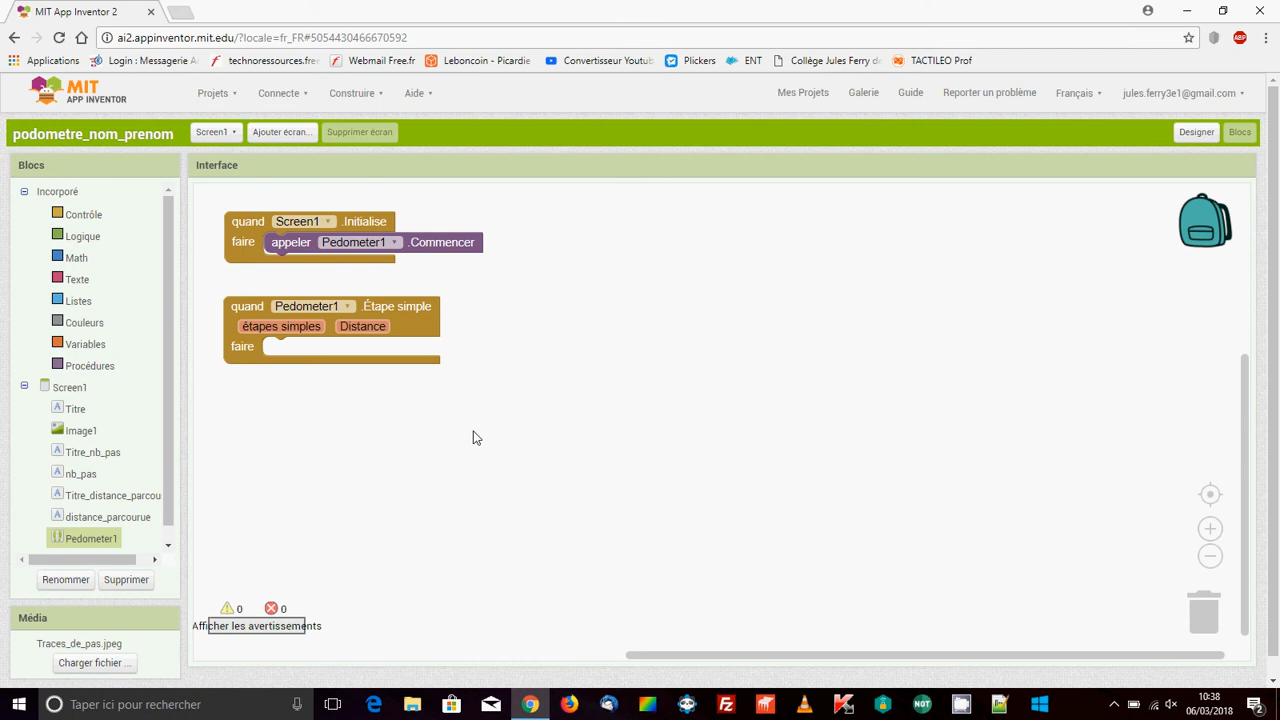 MIT App Inventor 2
ai2.appinventor.mit.edu/?locale=fr_FR#5054430466670592
Applications Login : Messagerie A technoressources.fre Webmail Free.fr Leboncoin - Picardie Convertisseur Youtub Plickers ENT Collège Jules Ferry de TACTILEO Prof
MIT
APP INVENTOR
Projets Connecte Construire Aide Mes Projets Galerie Guide Reporter un problème Français jules.ferry3e1@gmail.com
podometre_nom_prenom Screen1 Ajouter écran... Supprimer écran Designer Blocs
Blocs
Incorporé
Contrôle
Logique
Math
Texte
Listes
Couleurs
Variables
Procédures
Screen1
Titre
Image1
Titre_nb_pas
nb_pas
Titre_distance_parcou
distance_parcourue
Pedometer1
Renommer Supprimer
Média
Traces_de_pas.jpeg
Charger fichier ...
Interface
quand Screen1 .Initialise
faire appeler Pedometer1 .Commencer
quand Pedometer1 .Étape simple
étapes simples Distance
faire
0 0
Afficher les avertissements
Taper ici pour rechercher
10:38
06/03/2018
2